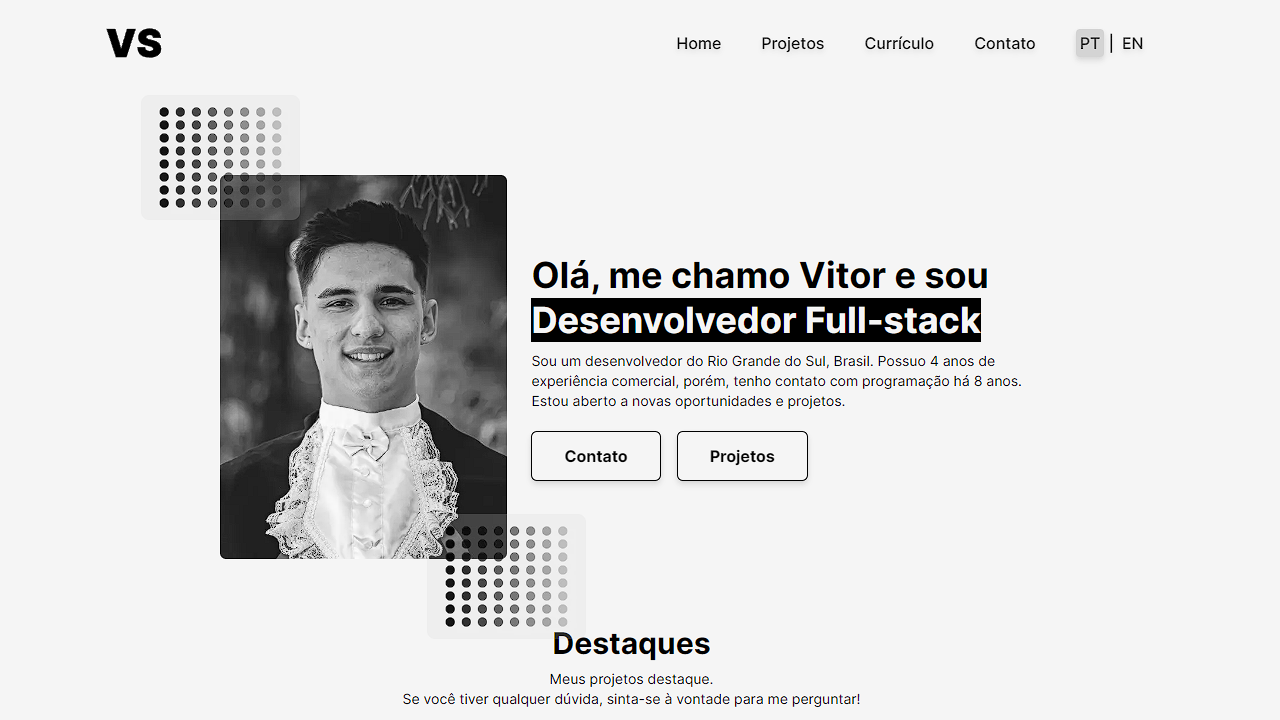 VS
Home
Projetos
Currículo
Contato
PT | EN
Olá, me chamo Vitor e sou
Desenvolvedor Full-stack
Sou um desenvolvedor do Rio Grande do Sul, Brasil. Possuo 4 anos de
experiência comercial, porém, tenho contato com programação há 8 anos.
Estou aberto a novas oportunidades e projetos.
Contato
Projetos
Destaques
Meus projetos destaque.
Se você tiver qualquer dúvida, sinta-se à vontade para me perguntar!